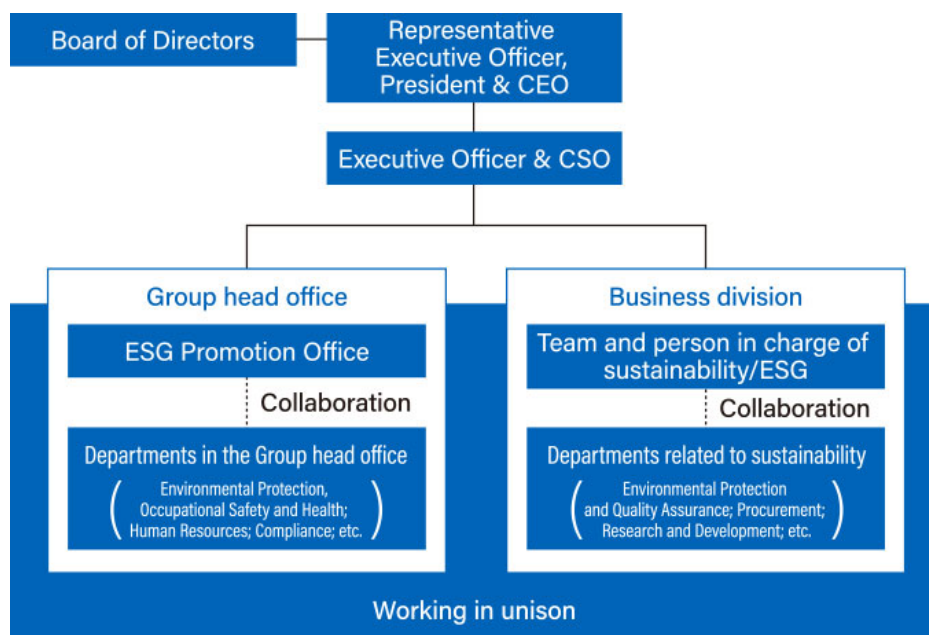 Board of Directors
Representative
Executive Officer,
President & CEO
Executive Officer & CSO
Group head office
ESG Promotion Office
Collaboration
Departments in the Group head office
(Environmental Protection,
Occupational Safety and Health;
Human Resources; Compliance; etc.)
Business division
Team and person in charge of
sustainability/ESG
Collaboration
Departments related to sustainability
(Environmental Protection
and Quality Assurance; Procurement;
Research and Development; etc.)
Working in unison